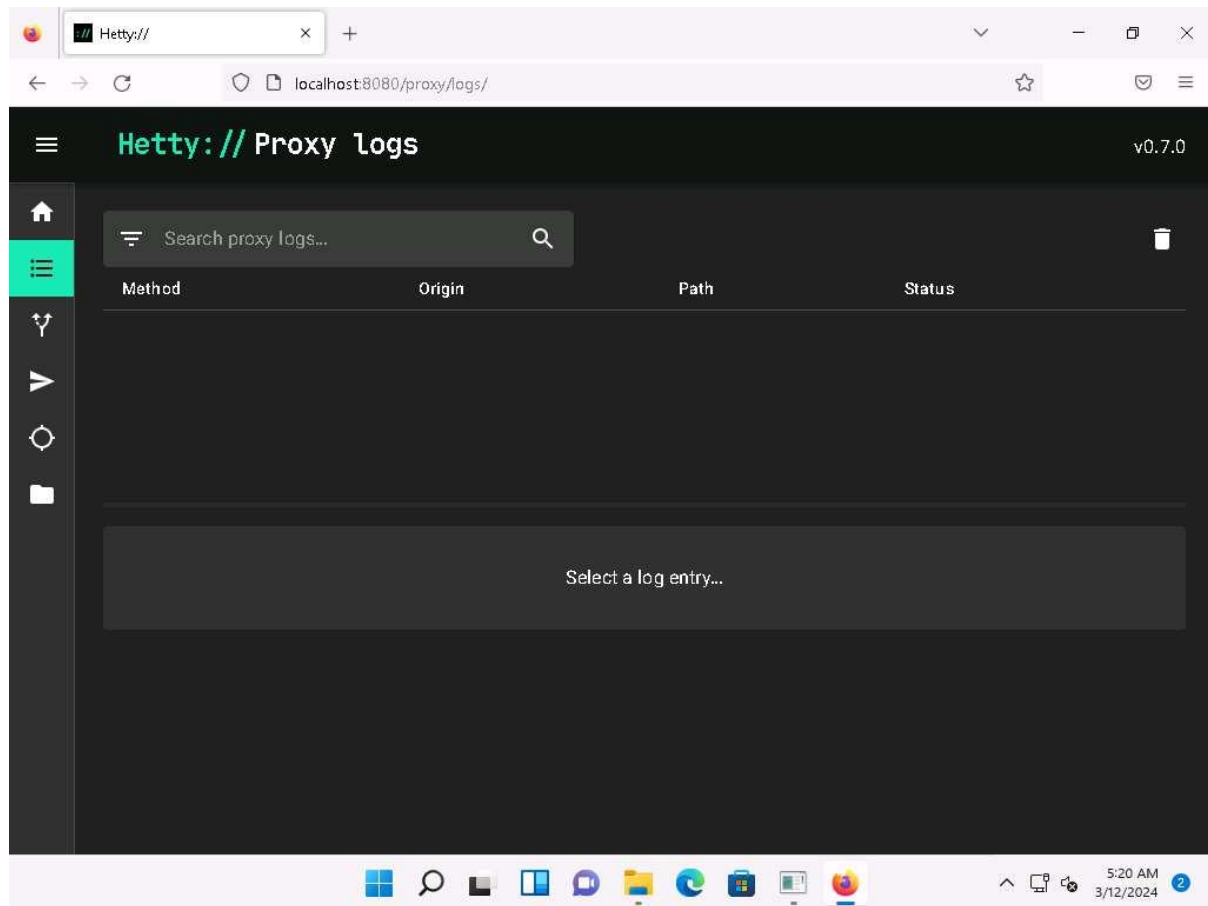 :// Hetty://
localhost:8080/proxy/logs/
Hetty:// Proxy logs v0.7.0
Search proxy logs...
Method Origin Path Status
Select a log entry...
5:20 AM
3/12/2024
2